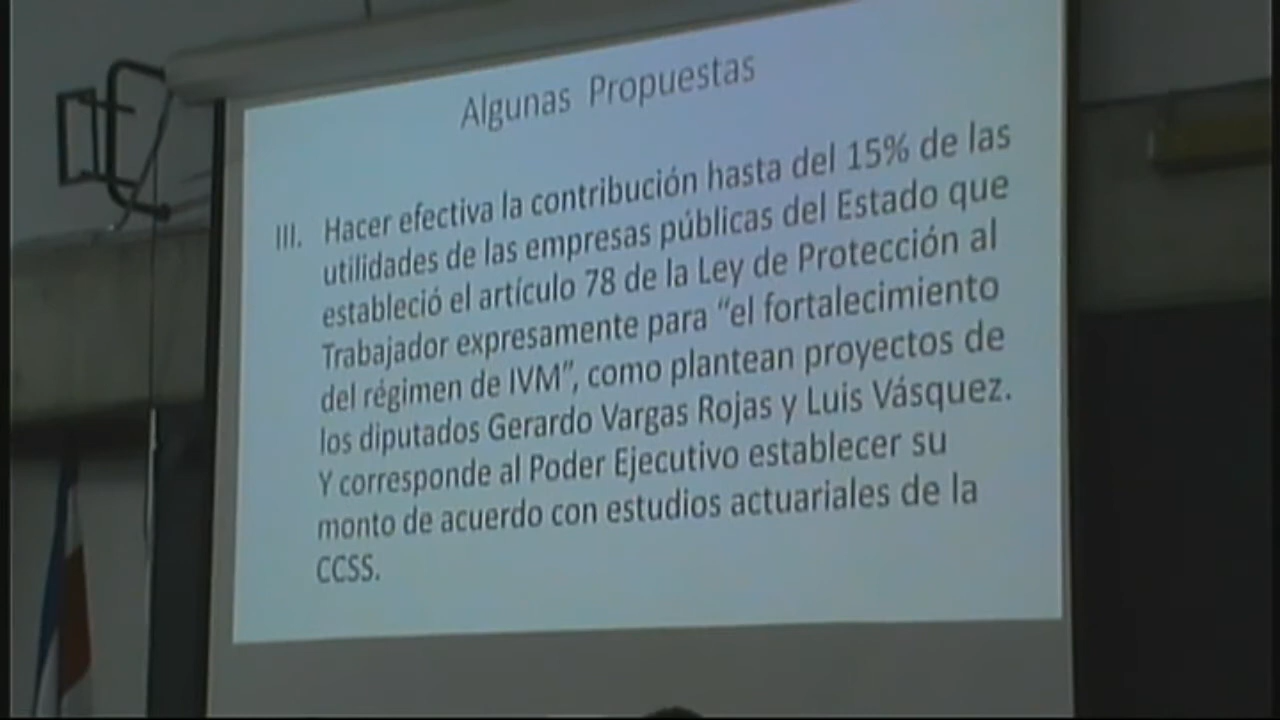 Algunas Propuestas
III. Hacer efectiva la contribución hasta del 15% de las
utilidades de las empresas públicas del Estado que
estableció el artículo 78 de la Ley de Protección al
Trabajador expresamente para "el fortalecimiento
del régimen de IVM", como plantean proyectos de
los diputados Gerardo Vargas Rojas y Luis Vásquez.
Y corresponde al Poder Ejecutivo establecer su
monto de acuerdo con estudios actuariales de la
CCSS.